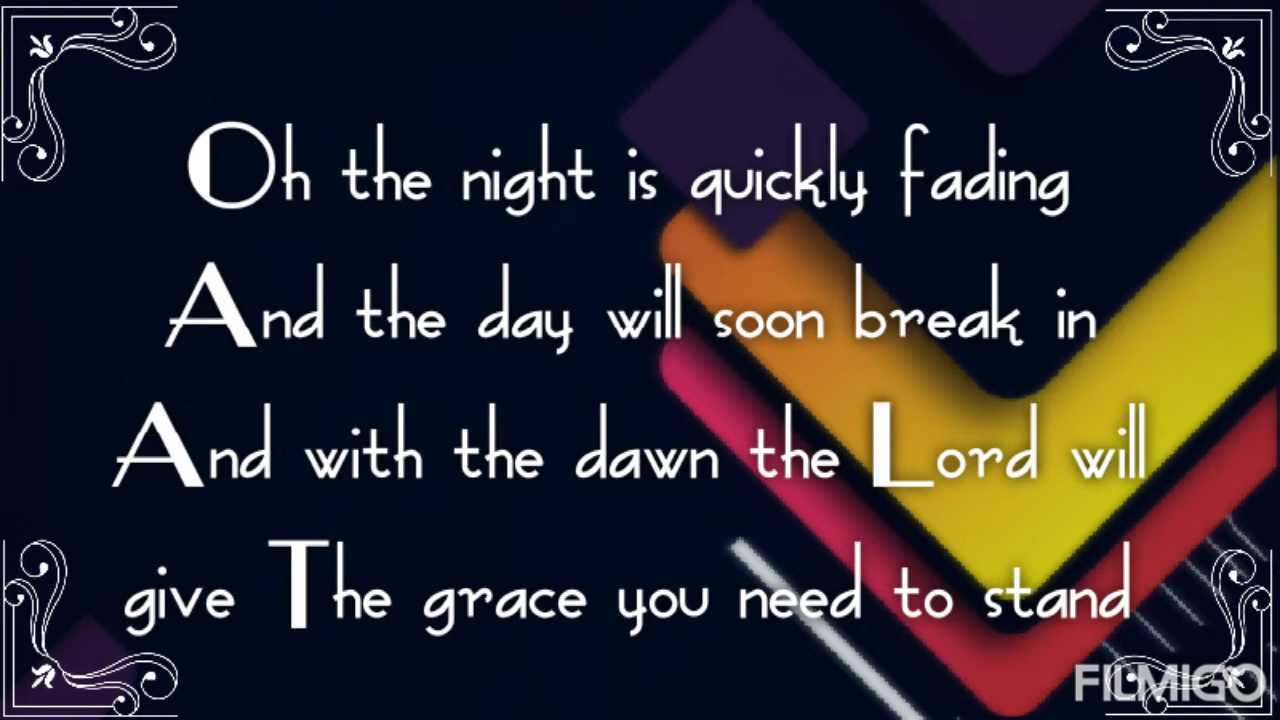 Oh the night is quickly fading
And the day will soon break in
And with the dawn the Lord will
give The grace you need to stand
FILMIGO